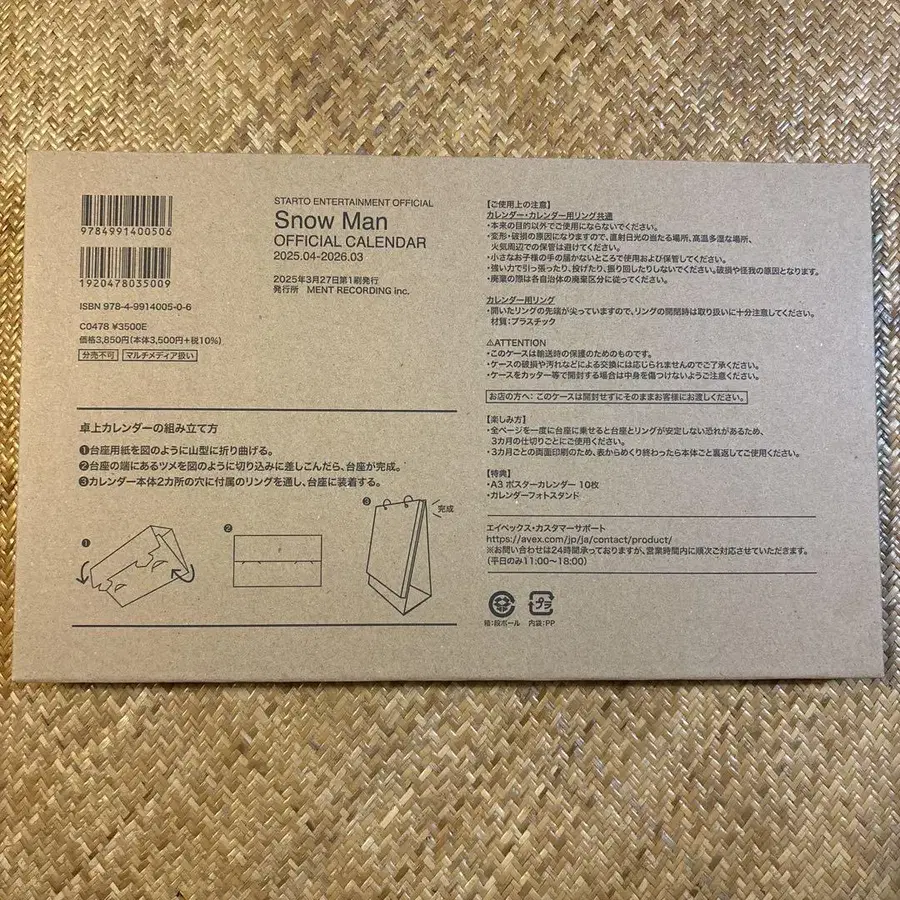 9784991400506
1920478035009
ISBN 978-4-9914005-0-6
C0478 ¥3500E
価格3,850円(本体3,500円+税10%)
分売不可 マルチメディア扱い
STARTO ENTERTAINMENT OFFICIAL
Snow Man
OFFICIAL CALENDAR
2025.04-2026.03
2025年3月27日第1刷発行
発行所 MENT RECORDING inc.
卓上カレンダーの組み立て方
❶台座用紙を図のように山型に折り曲げる。
❷台座の端にあるツメを図のように切り込みに差しこんだら、台座が完成。
❸カレンダー本体2カ所の穴に付属のリングを通し、台座に装着する。
❶
❷
❸
完成
【ご使用上の注意】
カレンダー・カレンダー用リング共通
・本来の目的以外でご使用にならないでください。
・変形・破損の原因になりますので、直射日光の当たる場所、高温多湿な場所、
火気周辺での保管は避けてください。
・小さなお子様の手の届かないところで使用および保管してください。
・強い力で引っ張ったり、投げたり、振り回したりしないでください。破損や怪我の原因となります。
・廃棄の際は各自治体の廃棄区分に従ってください。
カレンダー用リング
・開いたリングの先端が尖っていますので、リングの開閉時は取り扱いに十分注意してください。
材質:プラスチック
⚠ATTENTION
・このケースは輸送時の保護のためのものです。
・ケースの破損や汚れなどによる交換には応じられませんのでご了承ください。
・ケースをカッター等で開封する場合は中身を傷つけないようご注意ください。
お店の方へ: このケースは開封せずにそのままお客様にお渡しください。
【楽しみ方】
・全ページを一度に台座に乗せると台座とリングが安定しない恐れがあるため、
3カ月の仕切りごとにご使用ください。
・3カ月ごとの両面印刷のため、表からめくり終わったら本体ごと裏返してご使用ください。
【特典】
・A3 ポスターカレンダー 10枚
・カレンダーフォトスタンド
エイベックス・カスタマーサポート
https://avex.com/jp/ja/contact/product/
※お問い合わせは24時間承っておりますが、営業時間内に順次ご対応させていただきます。
(平日のみ11:00〜18:00)
プラ
箱:段ボール 内袋:PP